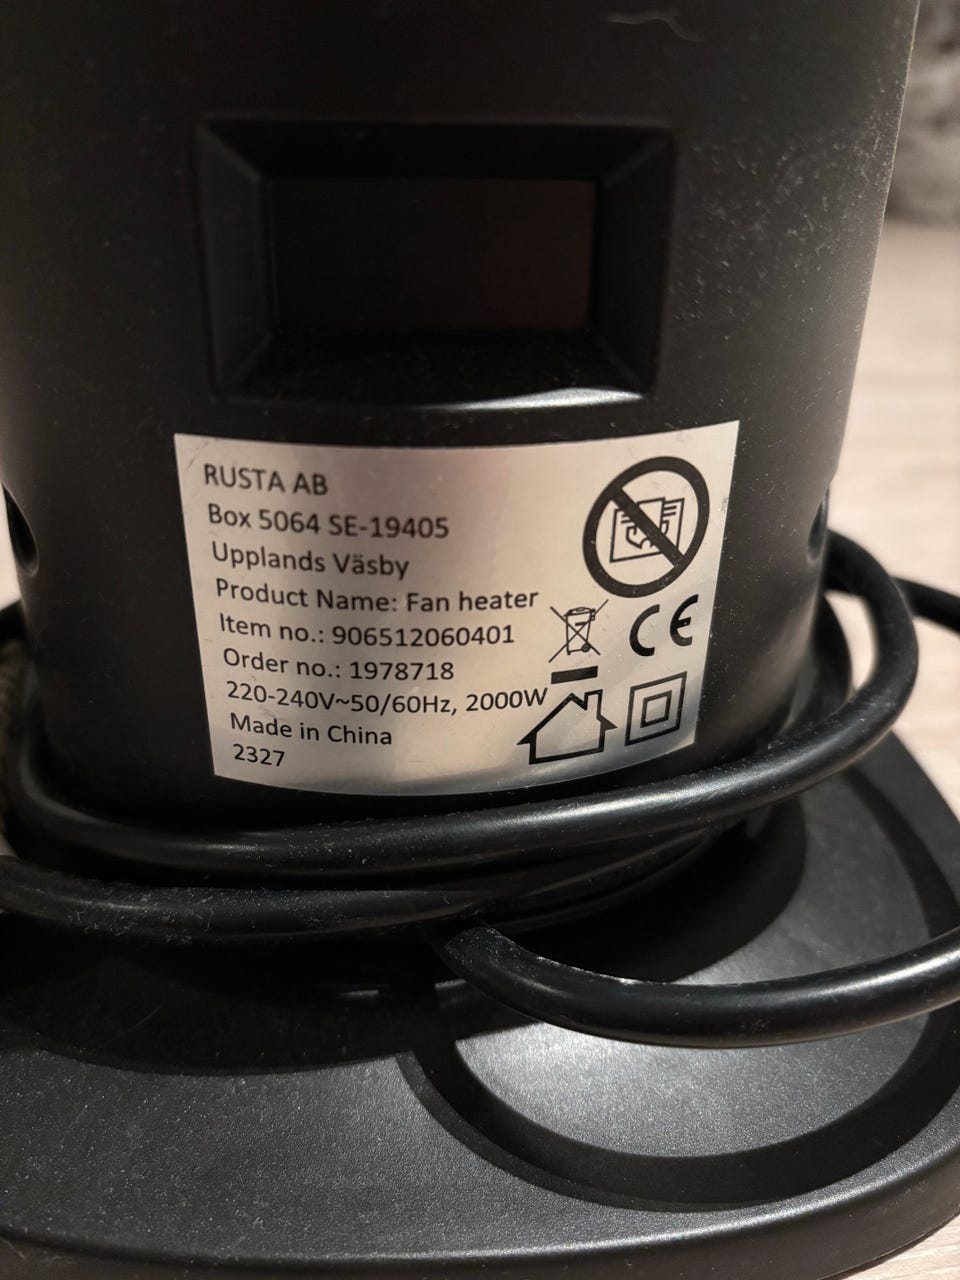 RUSTA AB
Box 5064 SE-19405
Upplands Väsby
Product Name: Fan heater
Item no.: 906512060401
Order no.: 1978718
220-240V~50/60Hz, 2000W
Made in China
2327
CE